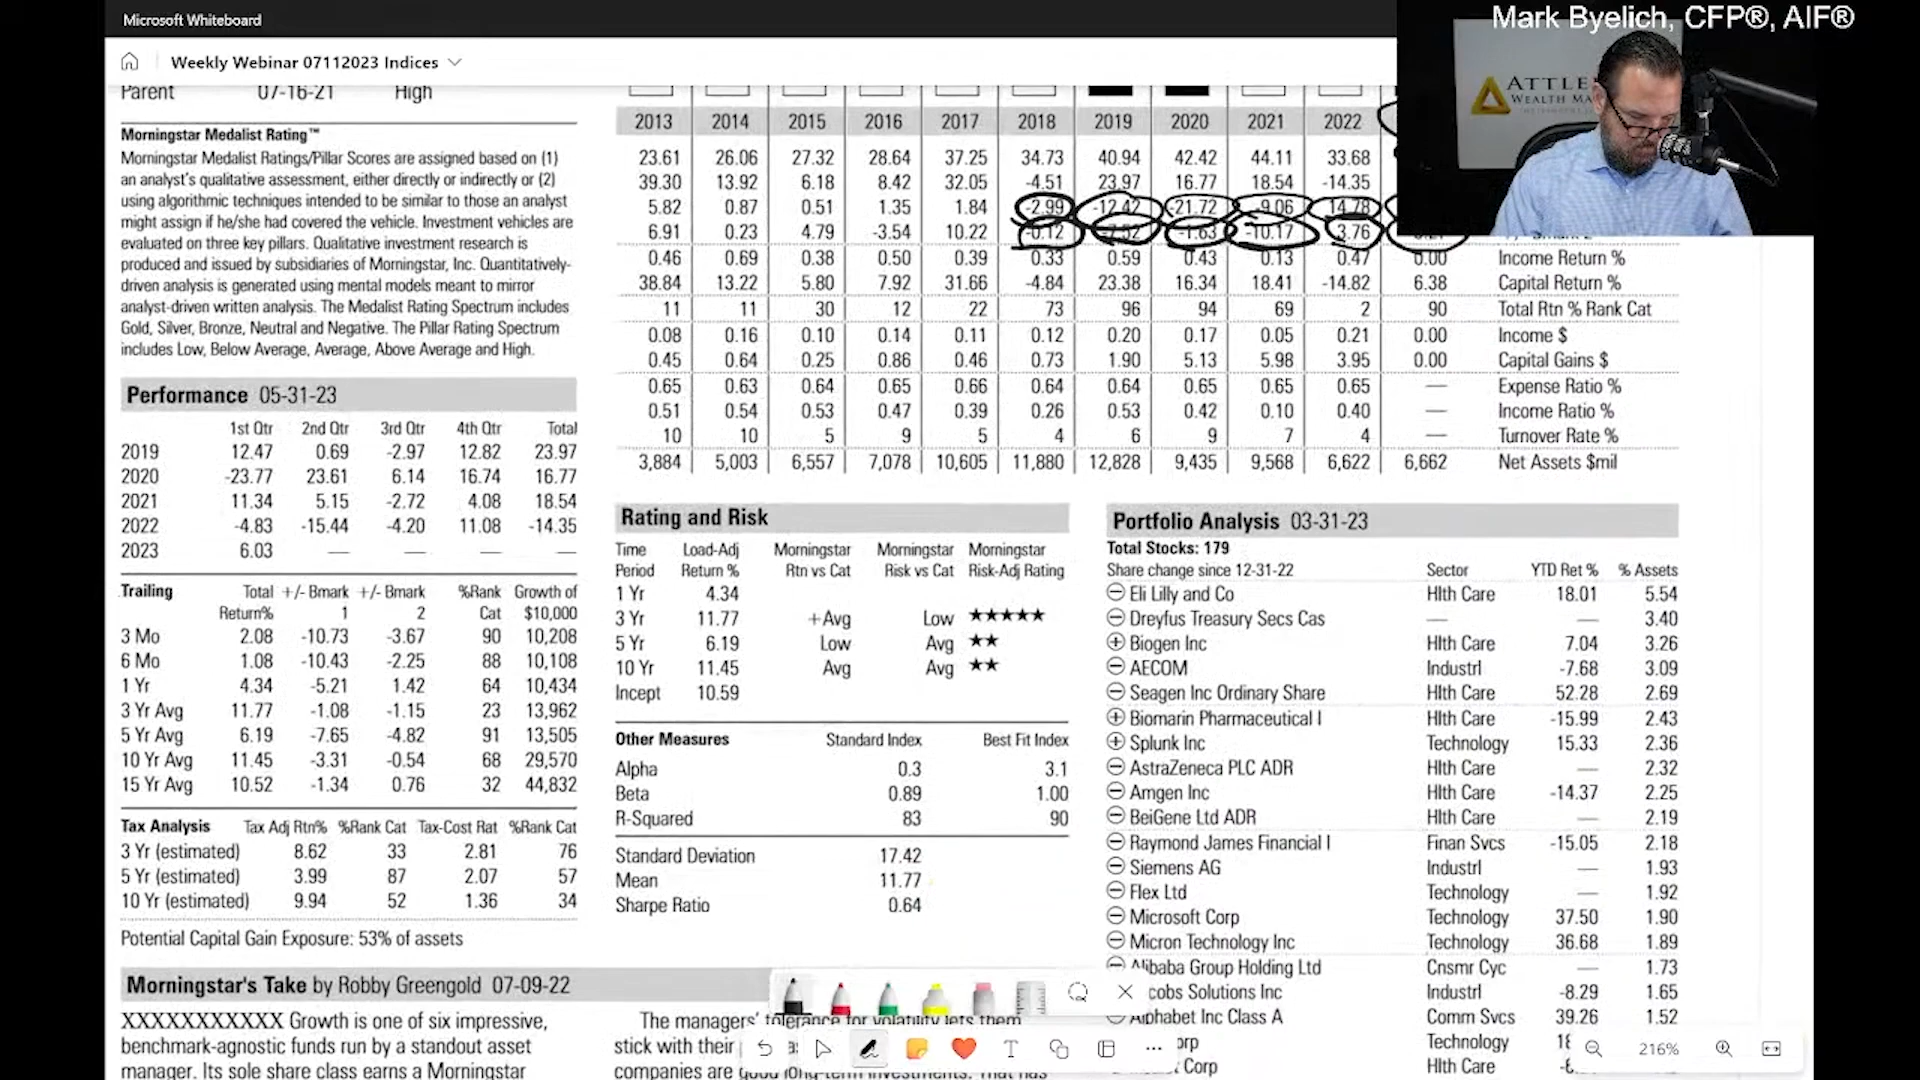 Microsoft Whiteboard
Mark Byelich, CFP®, AIF®
Weekly Webinar 07112023 Indices
ATTLE
WEALTH MA
Parent 07-16-21 High
Morningstar Medalist Rating™
Morningstar Medalist Ratings/Pillar Scores are assigned based on (1)
an analyst's qualitative assessment, either directly or indirectly or (2)
using algorithmic techniques intended to be similar to those an analyst
might assign if he/she had covered the vehicle. Investment vehicles are
evaluated on three key pillars. Qualitative investment research is
produced and issued by subsidiaries of Morningstar, Inc. Quantitatively-
driven analysis is generated using mental models meant to mirror
analyst-driven written analysis. The Medalist Rating Spectrum includes
Gold, Silver, Bronze, Neutral and Negative. The Pillar Rating Spectrum
includes Low, Below Average, Average, Above Average and High.
2013 2014 2015 2016 2017 2018 2019 2020 2021 2022
23.61 26.06 27.32 28.64 37.25 34.73 40.94 42.42 44.11 33.68
39.30 13.92 6.18 8.42 32.05 -4.51 23.97 16.77 18.54 -14.35
5.82 0.87 0.51 1.35 1.84 -2.99 -12.42 -21.72 -9.06 14.78
6.91 0.23 4.79 -3.54 10.22 -0.12 -7.52 -1.63 -10.17 3.76
0.46 0.69 0.38 0.50 0.39 0.33 0.59 0.43 0.13 0.47 0.00 Income Return %
38.84 13.22 5.80 7.92 31.66 -4.84 23.38 16.34 18.41 -14.82 6.38 Capital Return %
11 11 30 12 22 73 96 94 69 2 90 Total Rtn % Rank Cat
0.08 0.16 0.10 0.14 0.11 0.12 0.20 0.17 0.05 0.21 0.00 Income $
0.45 0.64 0.25 0.86 0.46 0.73 1.90 5.13 5.98 3.95 0.00 Capital Gains $
0.65 0.63 0.64 0.65 0.66 0.64 0.64 0.65 0.65 0.65 — Expense Ratio %
0.51 0.54 0.53 0.47 0.39 0.26 0.53 0.42 0.10 0.40 — Income Ratio %
10 10 5 9 5 4 6 9 7 4 — Turnover Rate %
3,884 5,003 6,557 7,078 10,605 11,880 12,828 9,435 9,568 6,622 6,662 Net Assets $mil
Performance 05-31-23
1st Qtr 2nd Qtr 3rd Qtr 4th Qtr Total
2019 12.47 0.69 -2.97 12.82 23.97
2020 -23.77 23.61 6.14 16.74 16.77
2021 11.34 5.15 -2.72 4.08 18.54
2022 -4.83 -15.44 -4.20 11.08 -14.35
2023 6.03 — — — —
Trailing Total +/- Bmark +/- Bmark %Rank Growth of
Return% 1 2 Cat $10,000
3 Mo 2.08 -10.73 -3.67 90 10,208
6 Mo 1.08 -10.43 -2.25 88 10,108
1 Yr 4.34 -5.21 1.42 64 10,434
3 Yr Avg 11.77 -1.08 -1.15 23 13,962
5 Yr Avg 6.19 -7.65 -4.82 91 13,505
10 Yr Avg 11.45 -3.31 -0.54 68 29,570
15 Yr Avg 10.52 -1.34 0.76 32 44,832
Tax Analysis Tax Adj Rtn% %Rank Cat Tax-Cost Rat %Rank Cat
3 Yr (estimated) 8.62 33 2.81 76
5 Yr (estimated) 3.99 87 2.07 57
10 Yr (estimated) 9.94 52 1.36 34
Potential Capital Gain Exposure: 53% of assets
Rating and Risk
Time Load-Adj Morningstar Morningstar Morningstar
Period Return % Rtn vs Cat Risk vs Cat Risk-Adj Rating
1 Yr 4.34
3 Yr 11.77 +Avg Low ★★★★★
5 Yr 6.19 Low Avg ★★
10 Yr 11.45 Avg Avg ★★
Incept 10.59
Other Measures Standard Index Best Fit Index
Alpha 0.3 3.1
Beta 0.89 1.00
R-Squared 83 90
Standard Deviation 17.42
Mean 11.77
Sharpe Ratio 0.64
Portfolio Analysis 03-31-23
Total Stocks: 179
Share change since 12-31-22 Sector YTD Ret % % Assets
⊖ Eli Lilly and Co Hlth Care 18.01 5.54
⊖ Dreyfus Treasury Secs Cas — — 3.40
⊕ Biogen Inc Hlth Care 7.04 3.26
⊖ AECOM Industrl -7.68 3.09
⊖ Seagen Inc Ordinary Share Hlth Care 52.28 2.69
⊕ Biomarin Pharmaceutical I Hlth Care -15.99 2.43
⊕ Splunk Inc Technology 15.33 2.36
⊖ AstraZeneca PLC ADR Hlth Care — 2.32
⊖ Amgen Inc Hlth Care -14.37 2.25
⊖ BeiGene Ltd ADR Hlth Care — 2.19
⊖ Raymond James Financial I Finan Svcs -15.05 2.18
⊖ Siemens AG Industrl — 1.93
⊖ Flex Ltd Technology — 1.92
⊖ Microsoft Corp Technology 37.50 1.90
⊖ Micron Technology Inc Technology 36.68 1.89
⊖ Alibaba Group Holding Ltd Cnsmr Cyc — 1.73
cobs Solutions Inc Industrl -8.29 1.65
Alphabet Inc Class A Comm Svcs 39.26 1.52
orp Technology 18
Corp Hlth Care
Morningstar's Take by Robby Greengold 07-09-22
XXXXXXXXXXX Growth is one of six impressive,
benchmark-agnostic funds run by a standout asset
manager. Its sole share class earns a Morningstar
The managers' tolerance for volatility lets them
stick with their
companies are good long-term investments. That has
216%